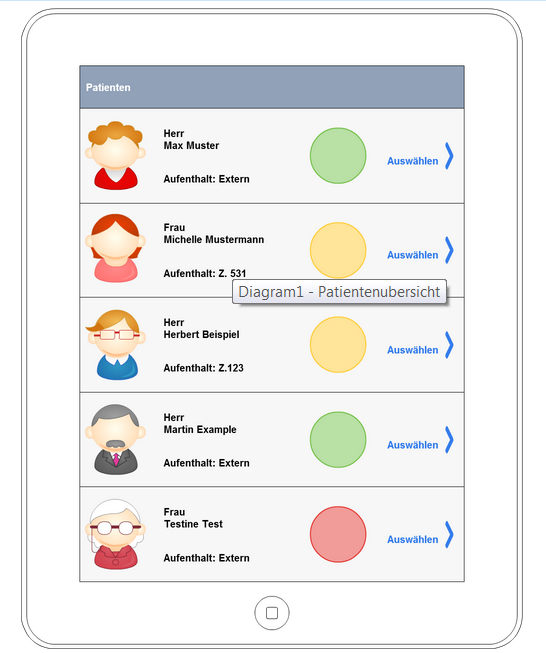 Patienten
Herr
Max Muster
Aufenthalt: Extern
Auswählen
Frau
Michelle Mustermann
Aufenthalt: Z. 531
Auswählen
Diagram1 - Patientenubersicht
Herr
Herbert Beispiel
Aufenthalt: Z.123
Auswählen
Herr
Martin Example
Aufenthalt: Extern
Auswählen
Frau
Testine Test
Aufenthalt: Extern
Auswählen